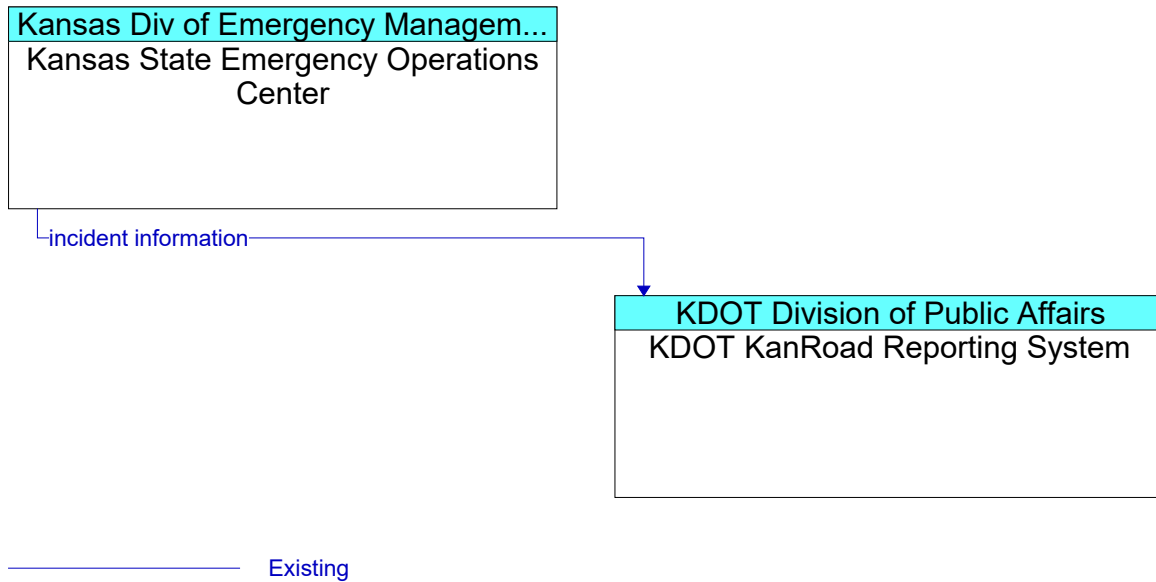 Kansas Div of Emergency Managem...
Kansas State Emergency Operations
Center
incident information
KDOT Division of Public Affairs
KDOT KanRoad Reporting System
Existing